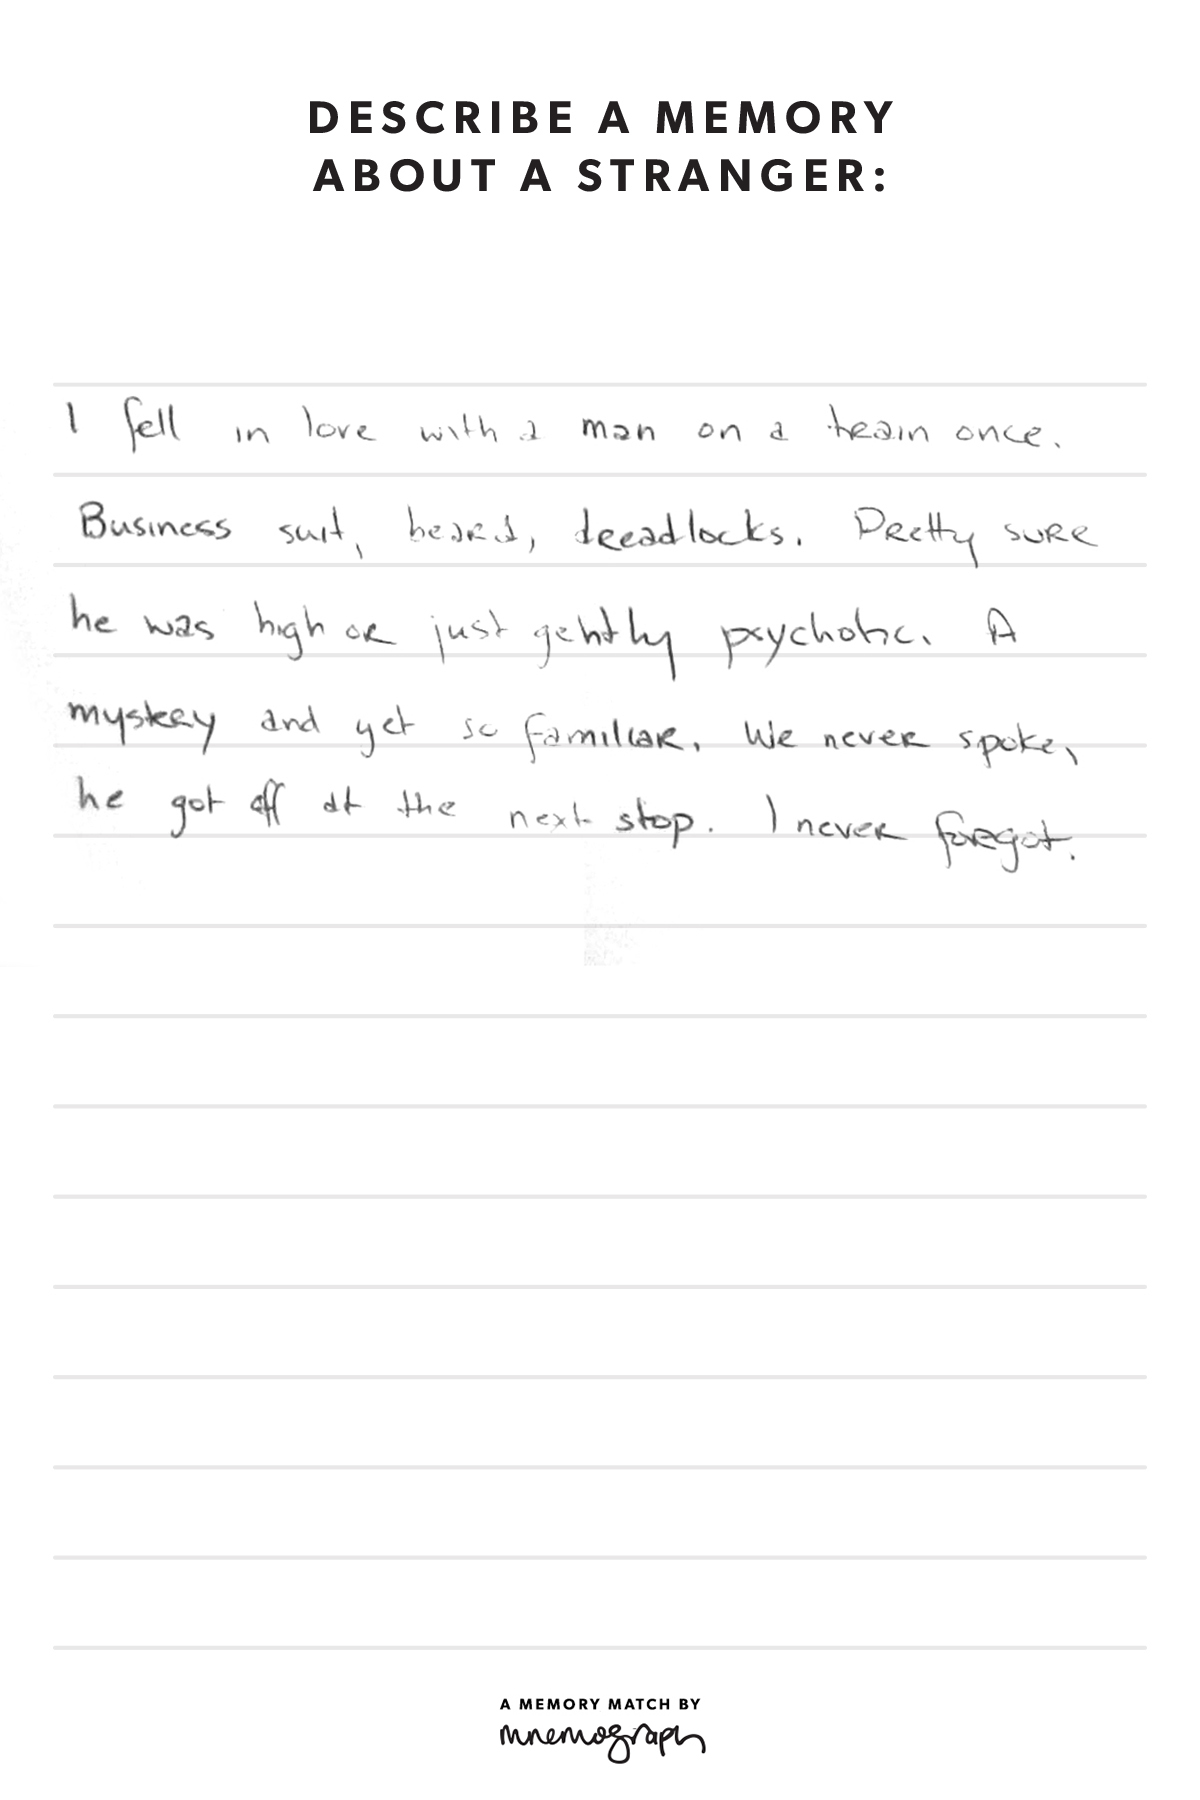 DESCRIBE A MEMORY
ABOUT A STRANGER:
I fell in love with a man on a train once.
Business suit, beard, dreadlocks. Pretty sure
he was high or just gently psychotic. A
mystery and yet so familiar. We never spoke,
he got off at the next stop. I never forgot.
A MEMORY MATCH BY
mnemograph